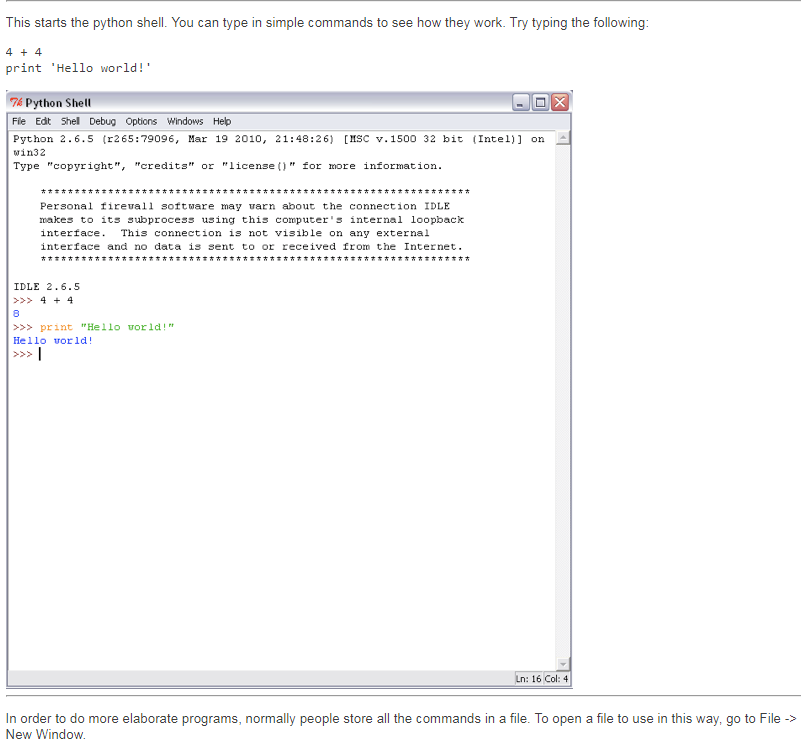 This starts the python shell. You can type in simple commands to see how they work. Try typing the following:
4 + 4
print 'Hello world!'
Python Shell
File Edit Shell Debug Options Windows Help
Python 2.6.5 (r265:79096, Mar 19 2010, 21:48:26) [MSC v.1500 32 bit (Intel)] on
win32
Type "copyright", "credits" or "license()" for more information.
****************************************************************
Personal firewall software may warn about the connection IDLE
makes to its subprocess using this computer's internal loopback
interface.  This connection is not visible on any external
interface and no data is sent to or received from the Internet.
****************************************************************
IDLE 2.6.5
>>> 4 + 4
8
>>> print "Hello world!"
Hello world!
>>>
Ln: 16 Col: 4
In order to do more elaborate programs, normally people store all the commands in a file. To open a file to use in this way, go to File ->
New Window.